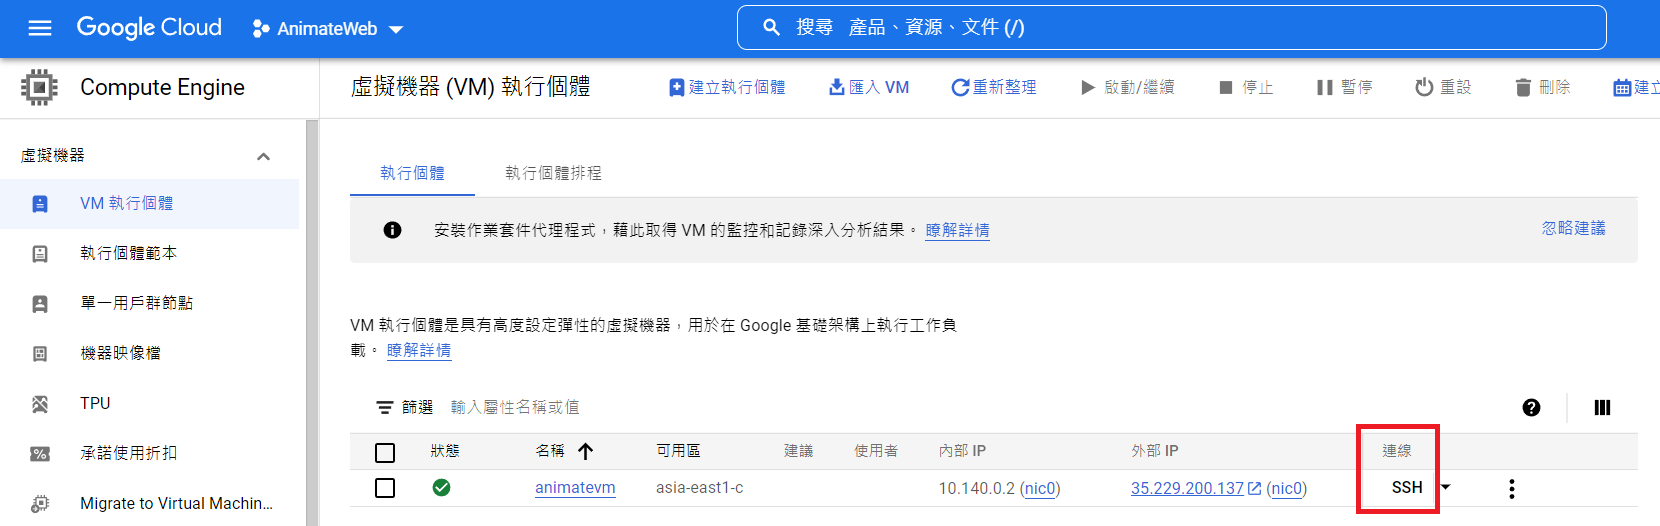 Google Cloud AnimateWeb 搜尋 產品、資源、文件 (/)
Compute Engine 虛擬機器 (VM) 執行個體 建立執行個體 匯入 VM 重新整理 啟動/繼續 停止 暫停 重設 刪除 建立
虛擬機器
VM 執行個體
執行個體範本
單一用戶群節點
機器映像檔
TPU
承諾使用折扣
Migrate to Virtual Machin...
執行個體 執行個體排程
安裝作業套件代理程式，藉此取得 VM 的監控和記錄深入分析結果。 瞭解詳情 忽略建議
VM 執行個體是具有高度設定彈性的虛擬機器，用於在 Google 基礎架構上執行工作負
載。 瞭解詳情
篩選 輸入屬性名稱或值
狀態 名稱 可用區 建議 使用者 內部 IP 外部 IP 連線
animatevm asia-east1-c 10.140.0.2 (nic0) 35.229.200.137 (nic0) SSH